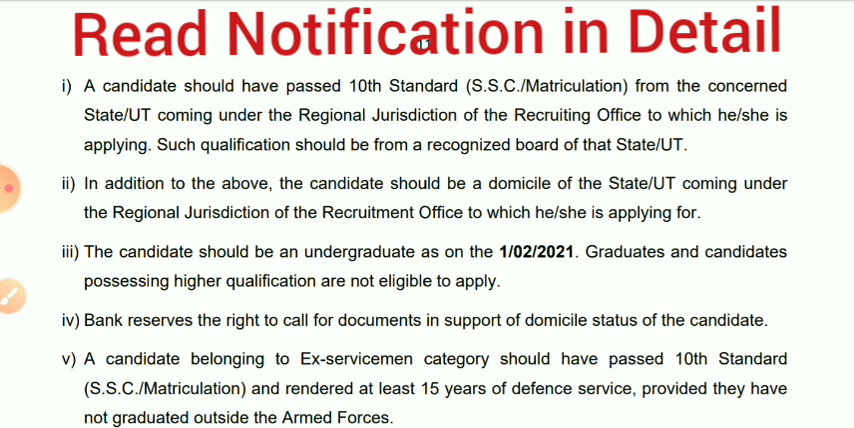 Read Notification in Detail
11
i) A candidate should have passed 10th Standard (S.S.C./Matriculation) from the concerned
State/UT coming under the Regional Jurisdiction of the Recruiting Office to which he/she is
applying. Such qualification should be from a recognized board of that State/UT.
ii) In addition to the above, the candidate should be a domicile of the State/UT coming under
the Regional Jurisdiction of the Recruitment Office to which he/she is applying for.
iii) The candidate should be an undergraduate as on the 1/02/2021. Graduates and candidates
possessing higher qualification are not eligible to apply.
iv) Bank reserves the right to call for documents in support of domicile status of the candidate.
v) A candidate belonging to Ex-servicemen category should have passed 10th Standard
(S.S.C./Matriculation) and rendered at least 15 years of defence service, provided they have
not graduated outside the Armed Forces.